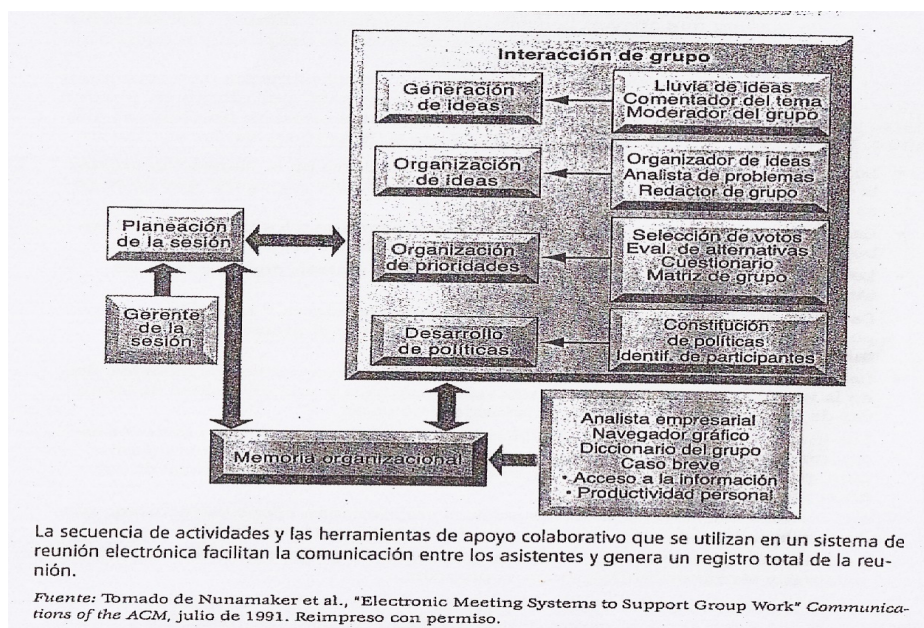 Interacción de grupo
Generación
de ideas
Lluvia de ideas
Comentador del tema
Moderador del grupo
Organización
de ideas
Organizador de ideas
Analista de problemas
Redactor de grupo
Planeación
de la sesión
Organización
de prioridades
Selección de votos
Eval. de alternativas
Cuestionario
Matriz de grupo
Gerente
de la
sesión
Desarrollo
de políticas
Constitución
de políticas
Identif. de participantes
Memoria organizacional
Analista empresarial
Navegador gráfico
Diccionario del grupo
Caso breve
• Acceso a la información
• Productividad personal
La secuencia de actividades y las herramientas de apoyo colaborativo que se utilizan en un sistema de
reunión electrónica facilitan la comunicación entre los asistentes y genera un registro total de la reu-
nión.
Fuente: Tomado de Nunamaker et al., "Electronic Meeting Systems to Support Group Work" Communica-
tions of the ACM, julio de 1991. Reimpreso con permiso.